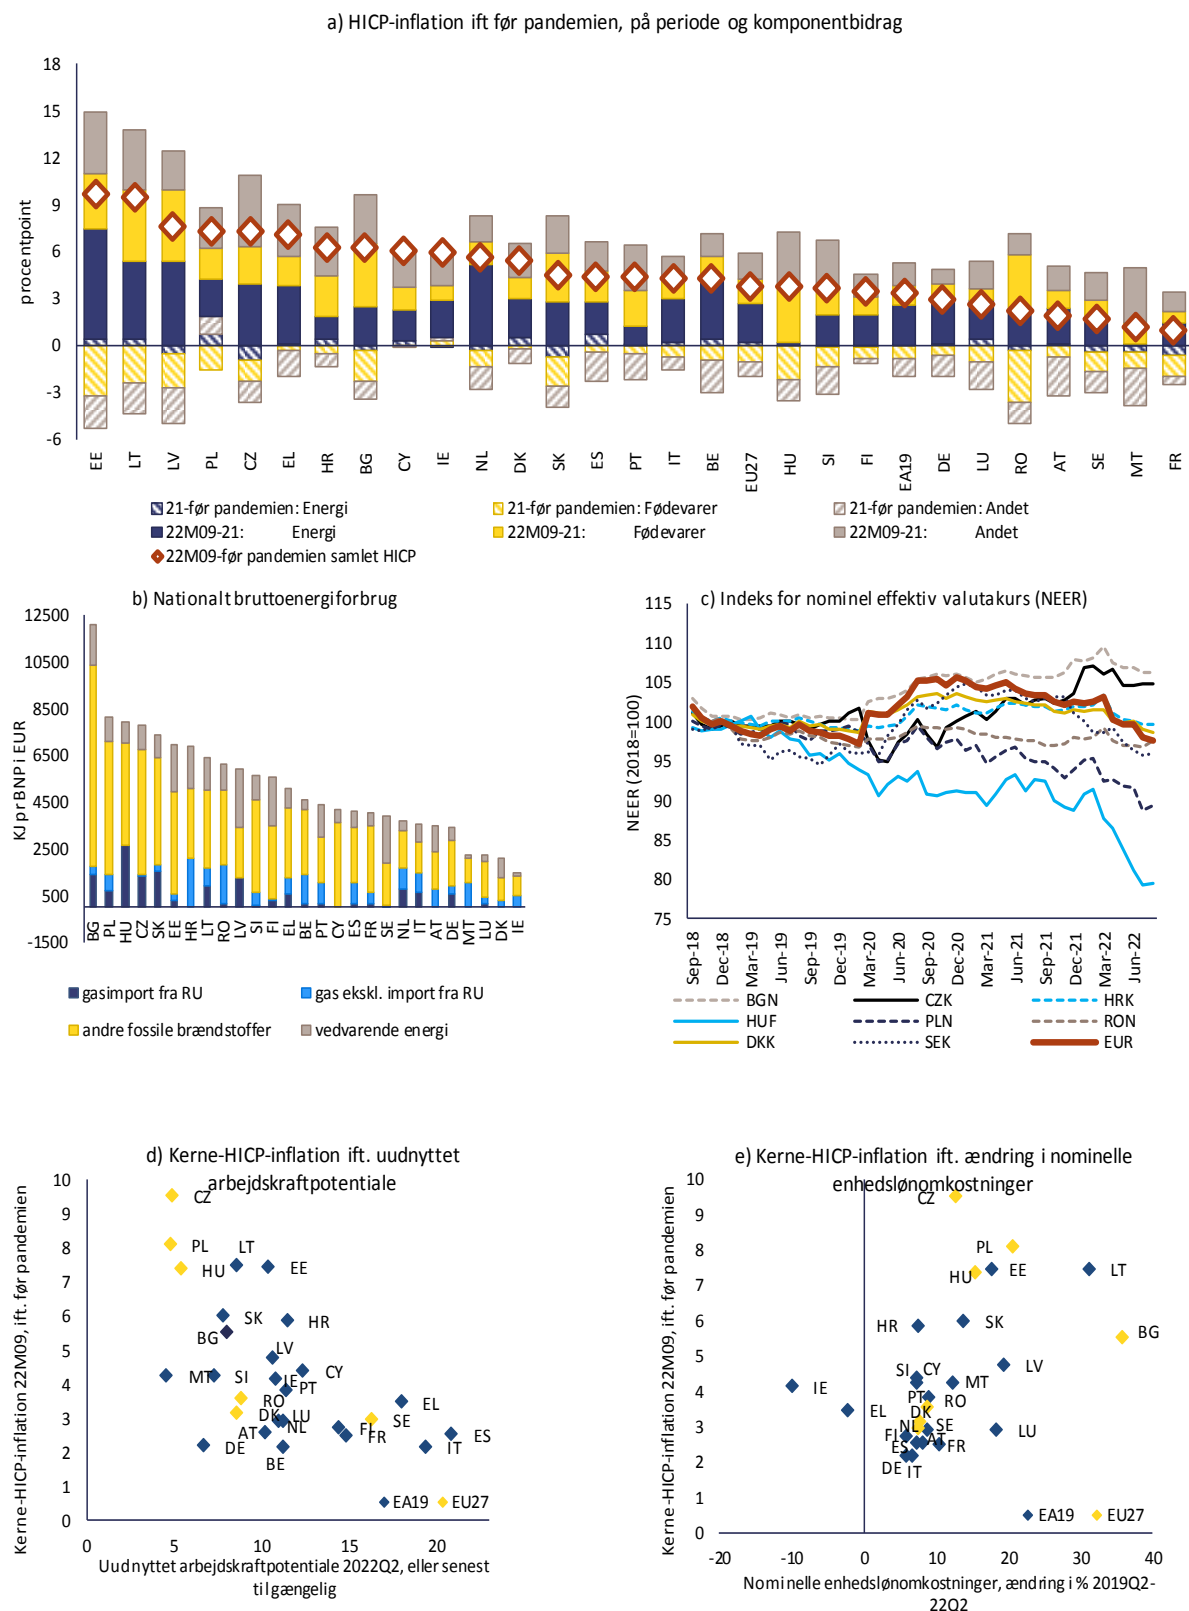 a) HICP-inflation ift før pandemien, på periode og komponentbidrag
procentpoint
18
15
12
9
6
3
0
-3
-6
EE LT LV PL CZ EL HR BG CY IE NL DK SK ES PT IT BE EU27 HU SI FI EA19 DE LU RO AT SE MT FR
21-før pandemien: Energi
21-før pandemien: Fødevarer
21-før pandemien: Andet
22M09-21: Energi
22M09-21: Fødevarer
22M09-21: Andet
22M09-før pandemien samlet HICP
b) Nationalt bruttoenergiforbrug
KJ pr BNP i EUR
12500
10500
8500
6500
4500
2500
500
-1500
BG PL HU CZ SK EE HR LT RO LV SI FI EL BE PT CY ES FR SE NL IT AT DE MT LU DK IE
gasimport fra RU
gas ekskl. import fra RU
andre fossile brændstoffer
vedvarende energi
c) Indeks for nominel effektiv valutakurs (NEER)
NEER (2018=100)
115
110
105
100
95
90
85
80
75
Sep-18 Dec-18 Mar-19 Jun-19 Sep-19 Dec-19 Mar-20 Jun-20 Sep-20 Dec-20 Mar-21 Jun-21 Sep-21 Dec-21 Mar-22 Jun-22
BGN CZK HRK
HUF PLN RON
DKK SEK EUR
d) Kerne-HICP-inflation ift. uudnyttet
arbejdskraftpotentiale
Kerne-HICP-inflation 22M09, ift. før pandemien
10
9
8
7
6
5
4
3
2
1
0
CZ
PL
LT
HU
EE
SK
HR
BG
LV
CY
MT
SI
IE
PT
RO
EL
DK
LU
SE
AT
NL
FI
FR
ES
DE
BE
IT
EA19 EU27
0 5 10 15 20
Uudnyttet arbejdskraftpotentiale 2022Q2, eller senest
tilgængelig
e) Kerne-HICP-inflation ift. ændring i nominelle
enhedslønomkostninger
Kerne-HICP-inflation 22M09, ift. før pandemien
10
9
8
7
6
5
4
3
2
1
0
CZ
PL
HU
EE
LT
HR
SK
BG
SI
CY
LV
IE
MT
PT
RO
EL
DK
NL
SE
LU
FI
AT
ES
FR
DE
IT
EA19 EU27
-20 -10 0 10 20 30 40
Nominelle enhedslønomkostninger, ændring i % 2019Q2-
22Q2